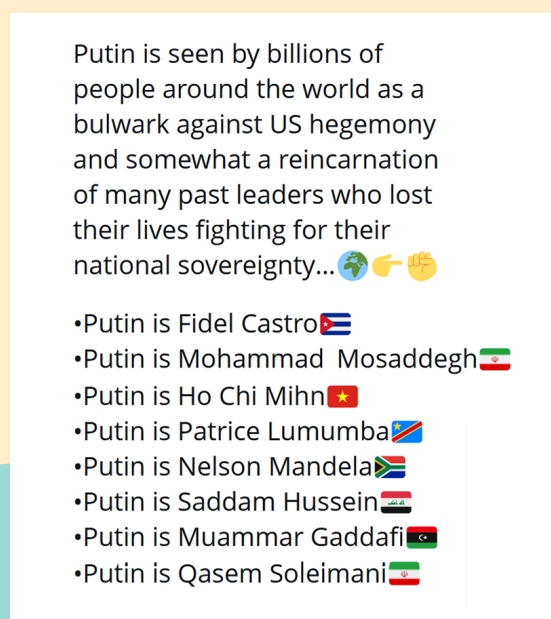 Putin is seen by billions of
people around the world as a
bulwark against US hegemony
and somewhat a reincarnation
of many past leaders who lost
their lives fighting for their
national sovereignty...🌍👉✊
•Putin is Fidel Castro🇨🇺
•Putin is Mohammad  Mosaddegh🇮🇷
•Putin is Ho Chi Mihn🇻🇳
•Putin is Patrice Lumumba🇨🇩
•Putin is Nelson Mandela🇿🇦
•Putin is Saddam Hussein🇮🇶
•Putin is Muammar Gaddafi🇱🇾
•Putin is Qasem Soleimani🇮🇷